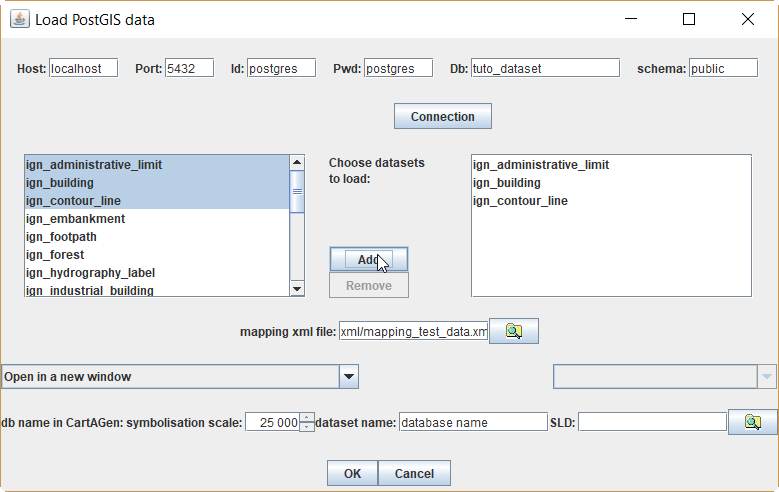 Load PostGIS data
Host: localhost Port: 5432 Id: postgres Pwd: postgres Db: tuto_dataset schema: public
Connection
ign_administrative_limit
ign_building
ign_contour_line
ign_embankment
ign_footpath
ign_forest
ign_hydrography_label
ign_industrial_building
Choose datasets
to load:
Add
Remove
ign_administrative_limit
ign_building
ign_contour_line
mapping xml file: xml/mapping_test_data.xm
Open in a new window
db name in CartAGen: symbolisation scale: 25 000 dataset name: database name SLD:
OK Cancel